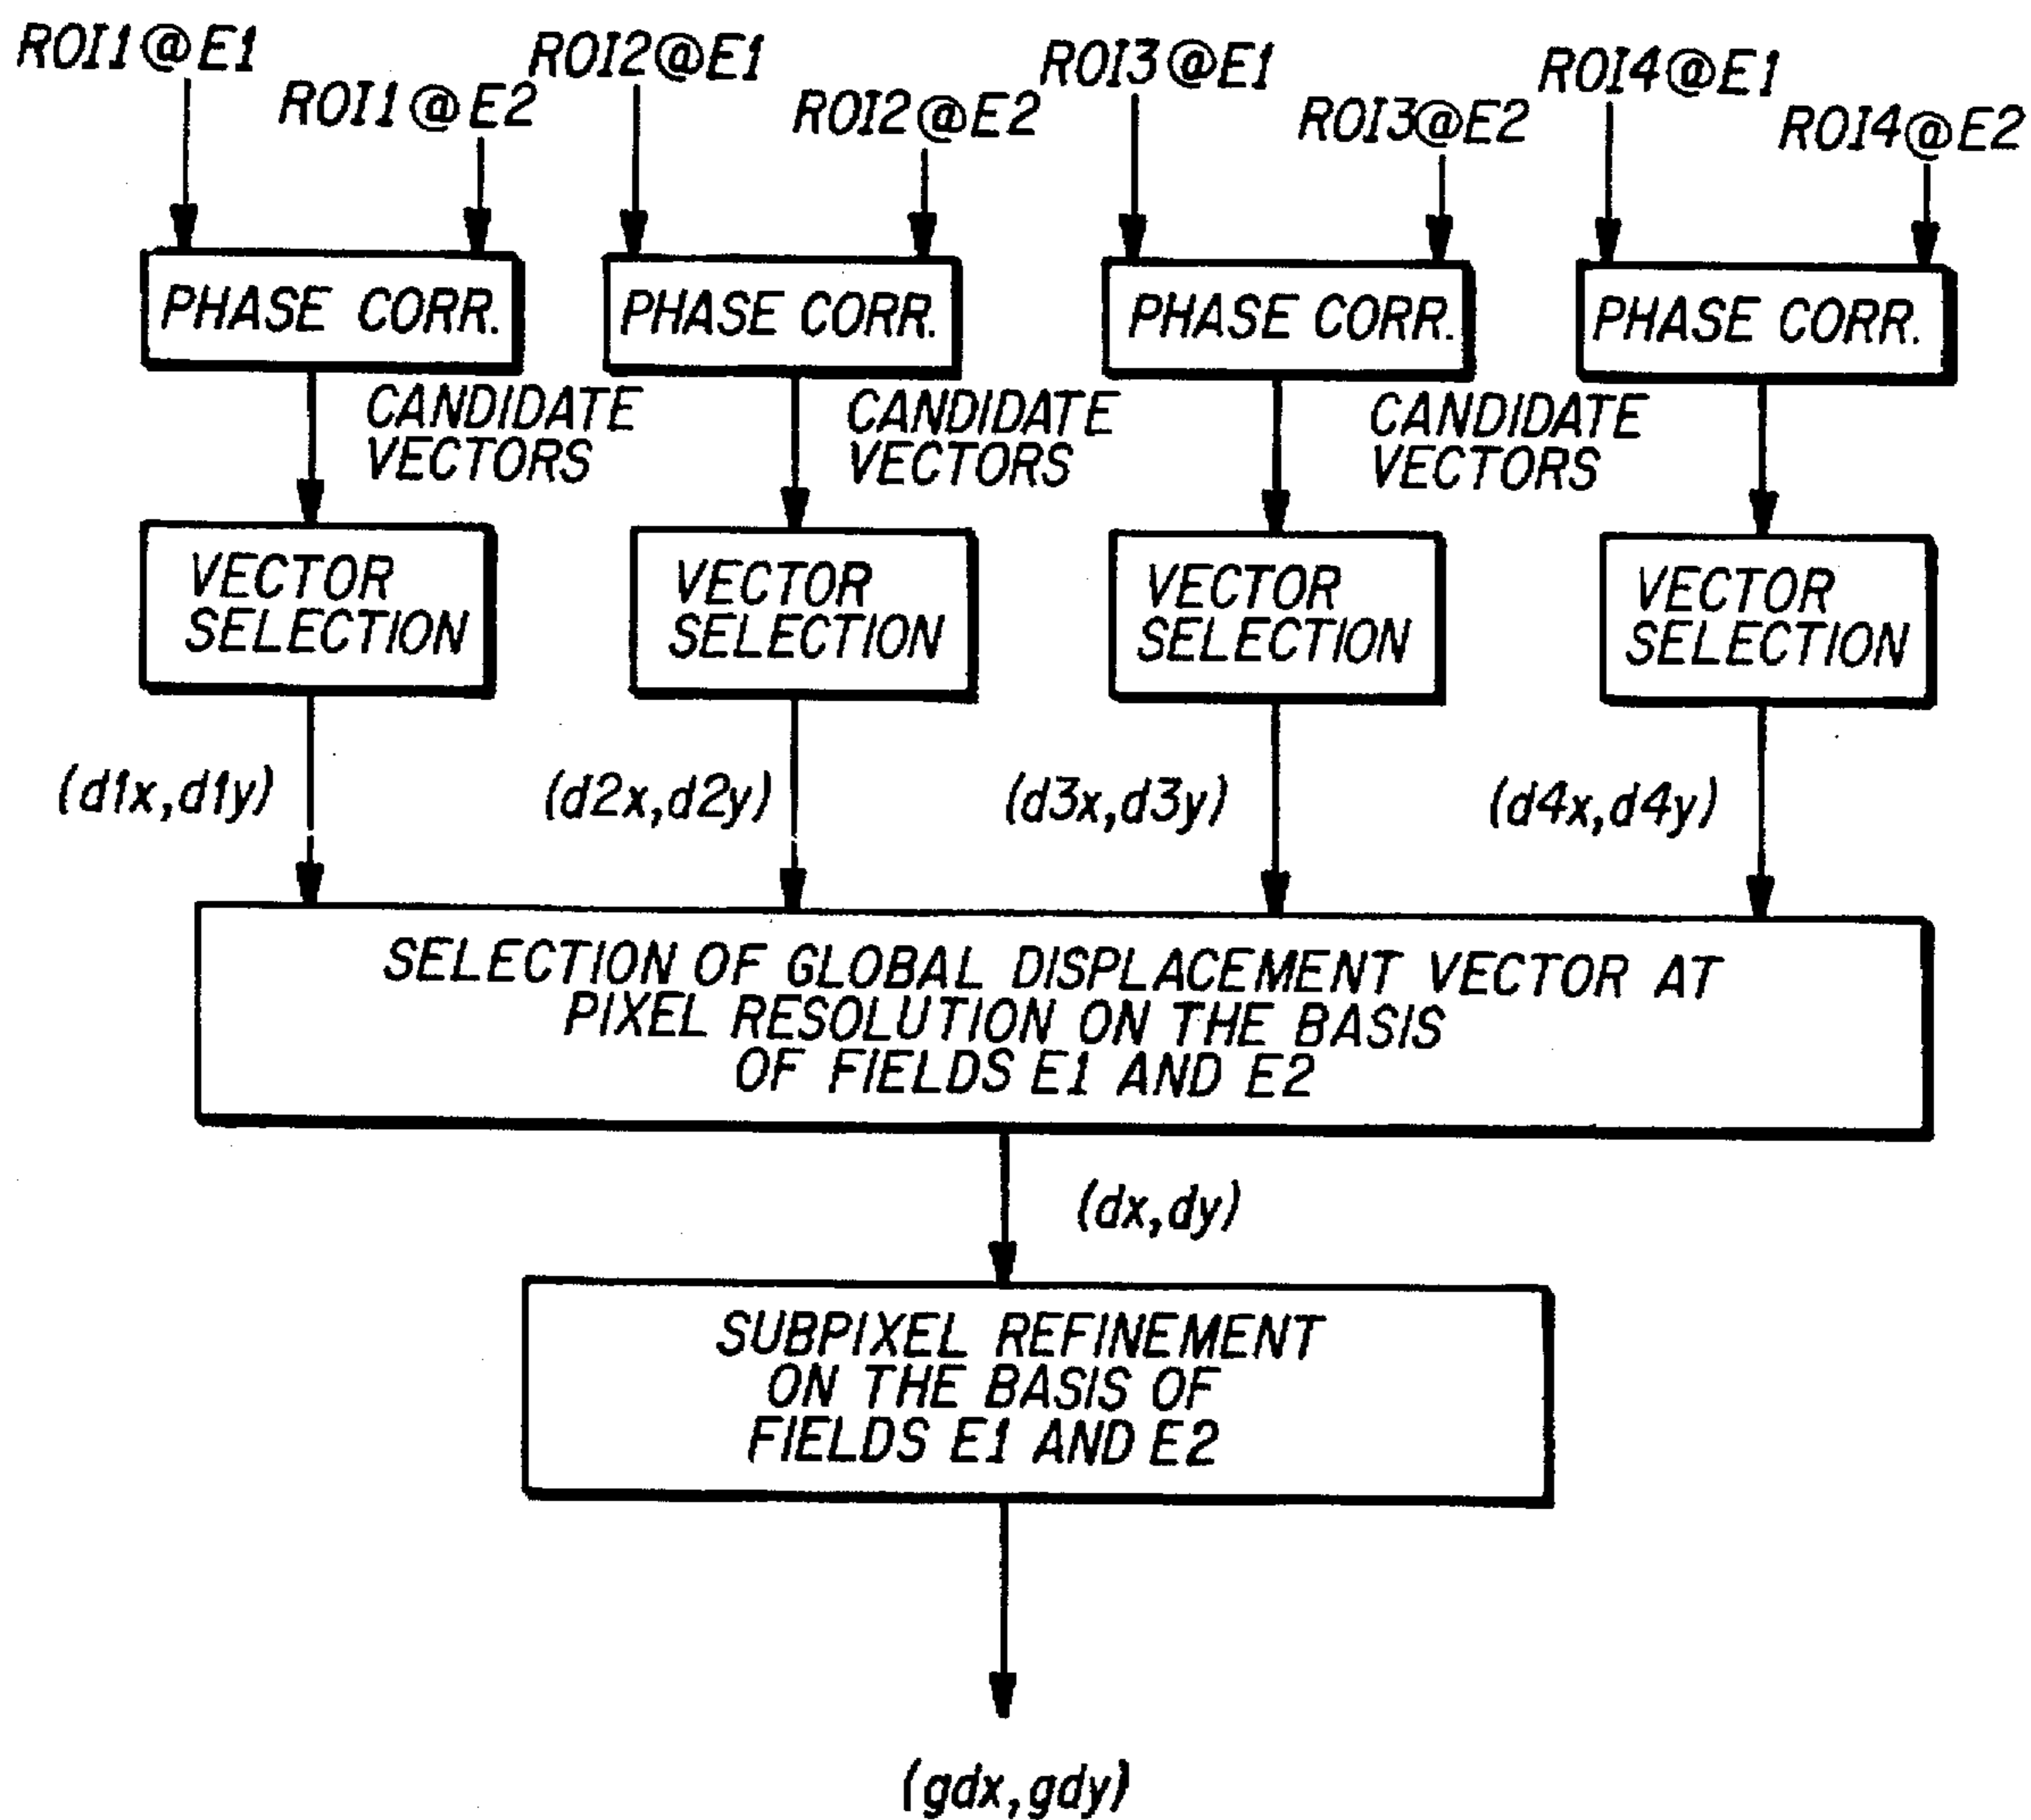 ROI1@E1
ROI1@E2
ROI2@E1
ROI2@E2
ROI3@E1
ROI3@E2
ROI4@E1
ROI4@E2
PHASE CORR.
PHASE CORR.
PHASE CORR.
PHASE CORR.
CANDIDATE
VECTORS
CANDIDATE
VECTORS
CANDIDATE
VECTORS
VECTOR
SELECTION
VECTOR
SELECTION
VECTOR
SELECTION
VECTOR
SELECTION
(d1x,d1y)
(d2x,d2y)
(d3x,d3y)
(d4x,d4y)
SELECTION OF GLOBAL DISPLACEMENT VECTOR AT
PIXEL RESOLUTION ON THE BASIS
OF FIELDS E1 AND E2
(dx,dy)
SUBPIXEL REFINEMENT
ON THE BASIS OF
FIELDS E1 AND E2
(gdx,gdy)